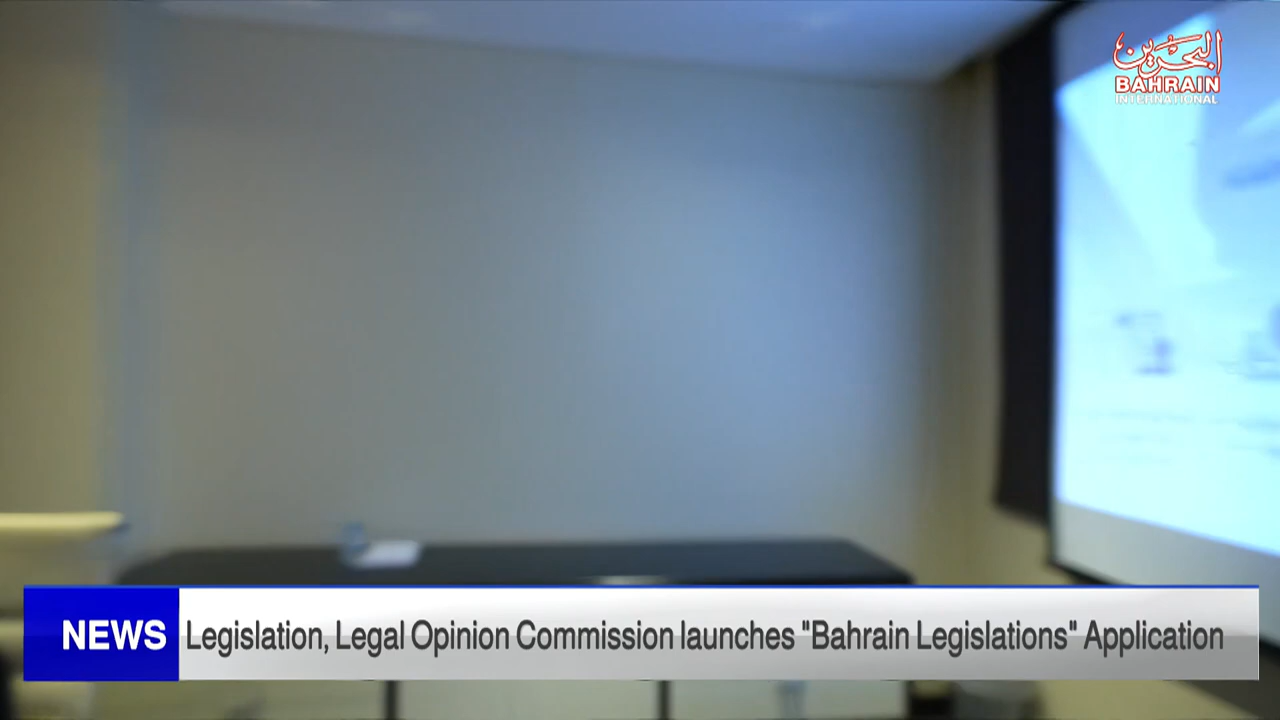 البحرين
BAHRAIN
INTERNATIONAL
NEWS
Legislation, Legal Opinion Commission launches "Bahrain Legislations" Application